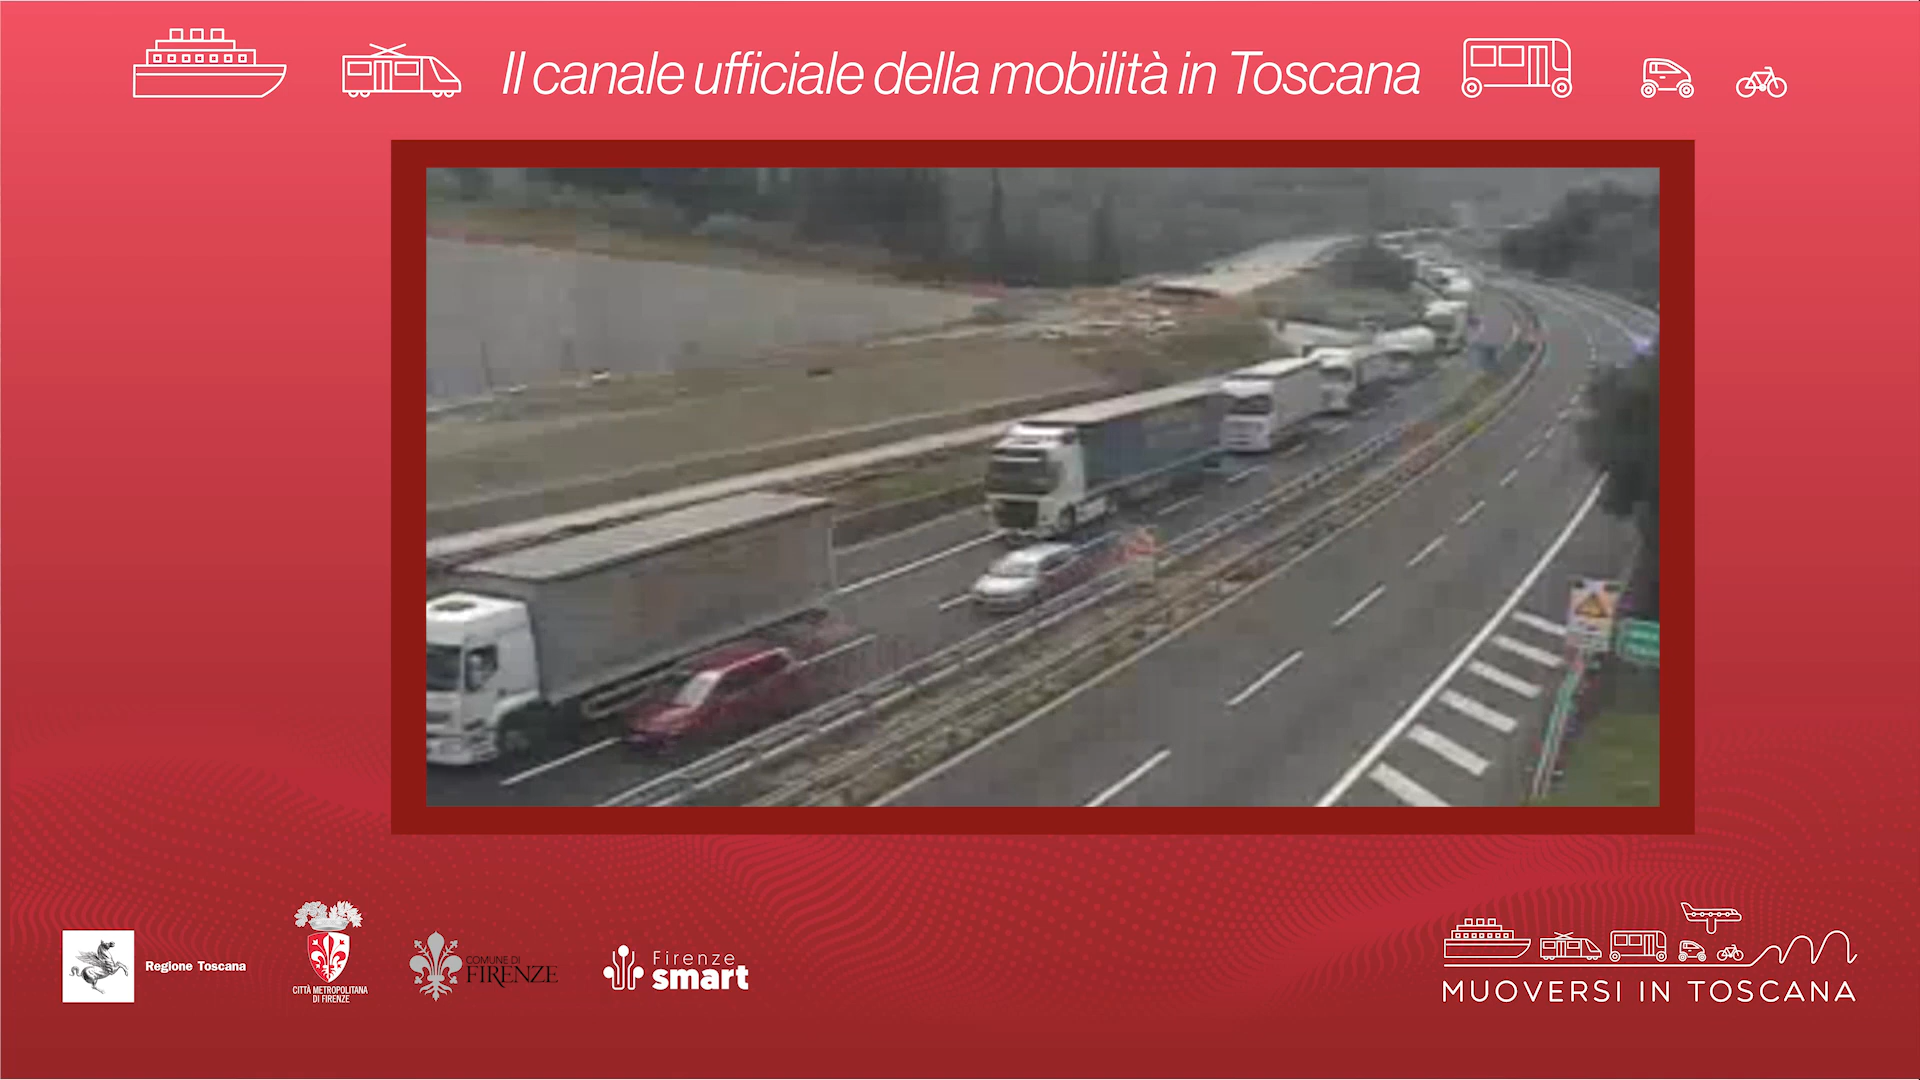 Il canale ufficiale della mobilità in Toscana
Regione Toscana
CITTÀ METROPOLITANA
DI FIRENZE
COMUNE DI
FIRENZE
Firenze
smart
MUOVERSI IN TOSCANA